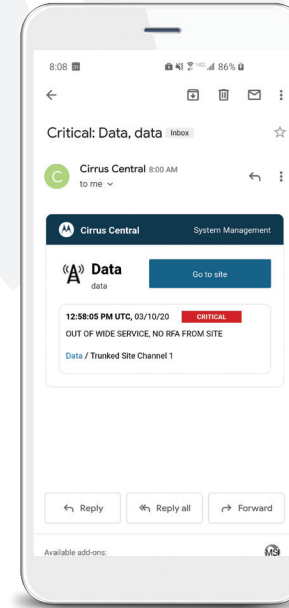 8:08 86%
Critical: Data, data Inbox
C Cirrus Central 8:00 AM
to me
Cirrus Central System Management
Data Go to site
data
12:58:05 PM UTC, 03/10/20 CRITICAL
OUT OF WIDE SERVICE, NO RFA FROM SITE
Data / Trunked Site Channel 1
Reply Reply all Forward
Available add-ons: MSI